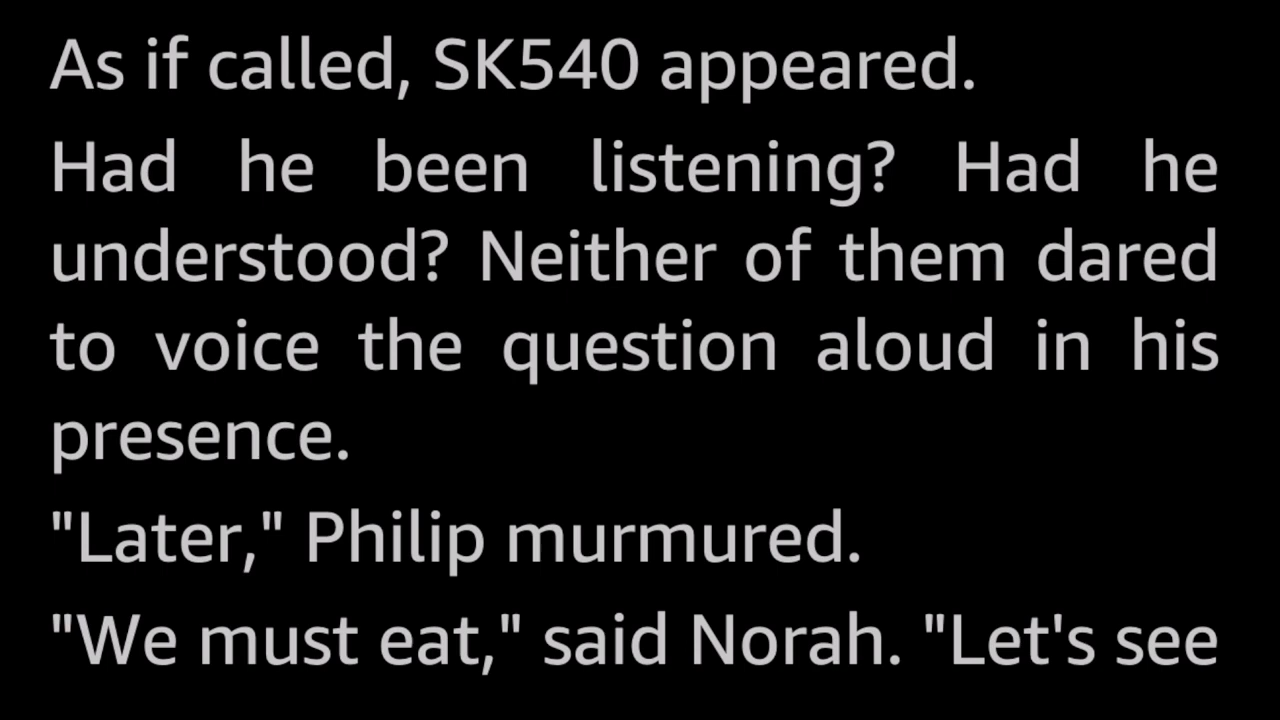 As if called, SK540 appeared.
Had he been listening? Had he
understood? Neither of them dared
to voice the question aloud in his
presence.
"Later," Philip murmured.
"We must eat," said Norah. "Let's see